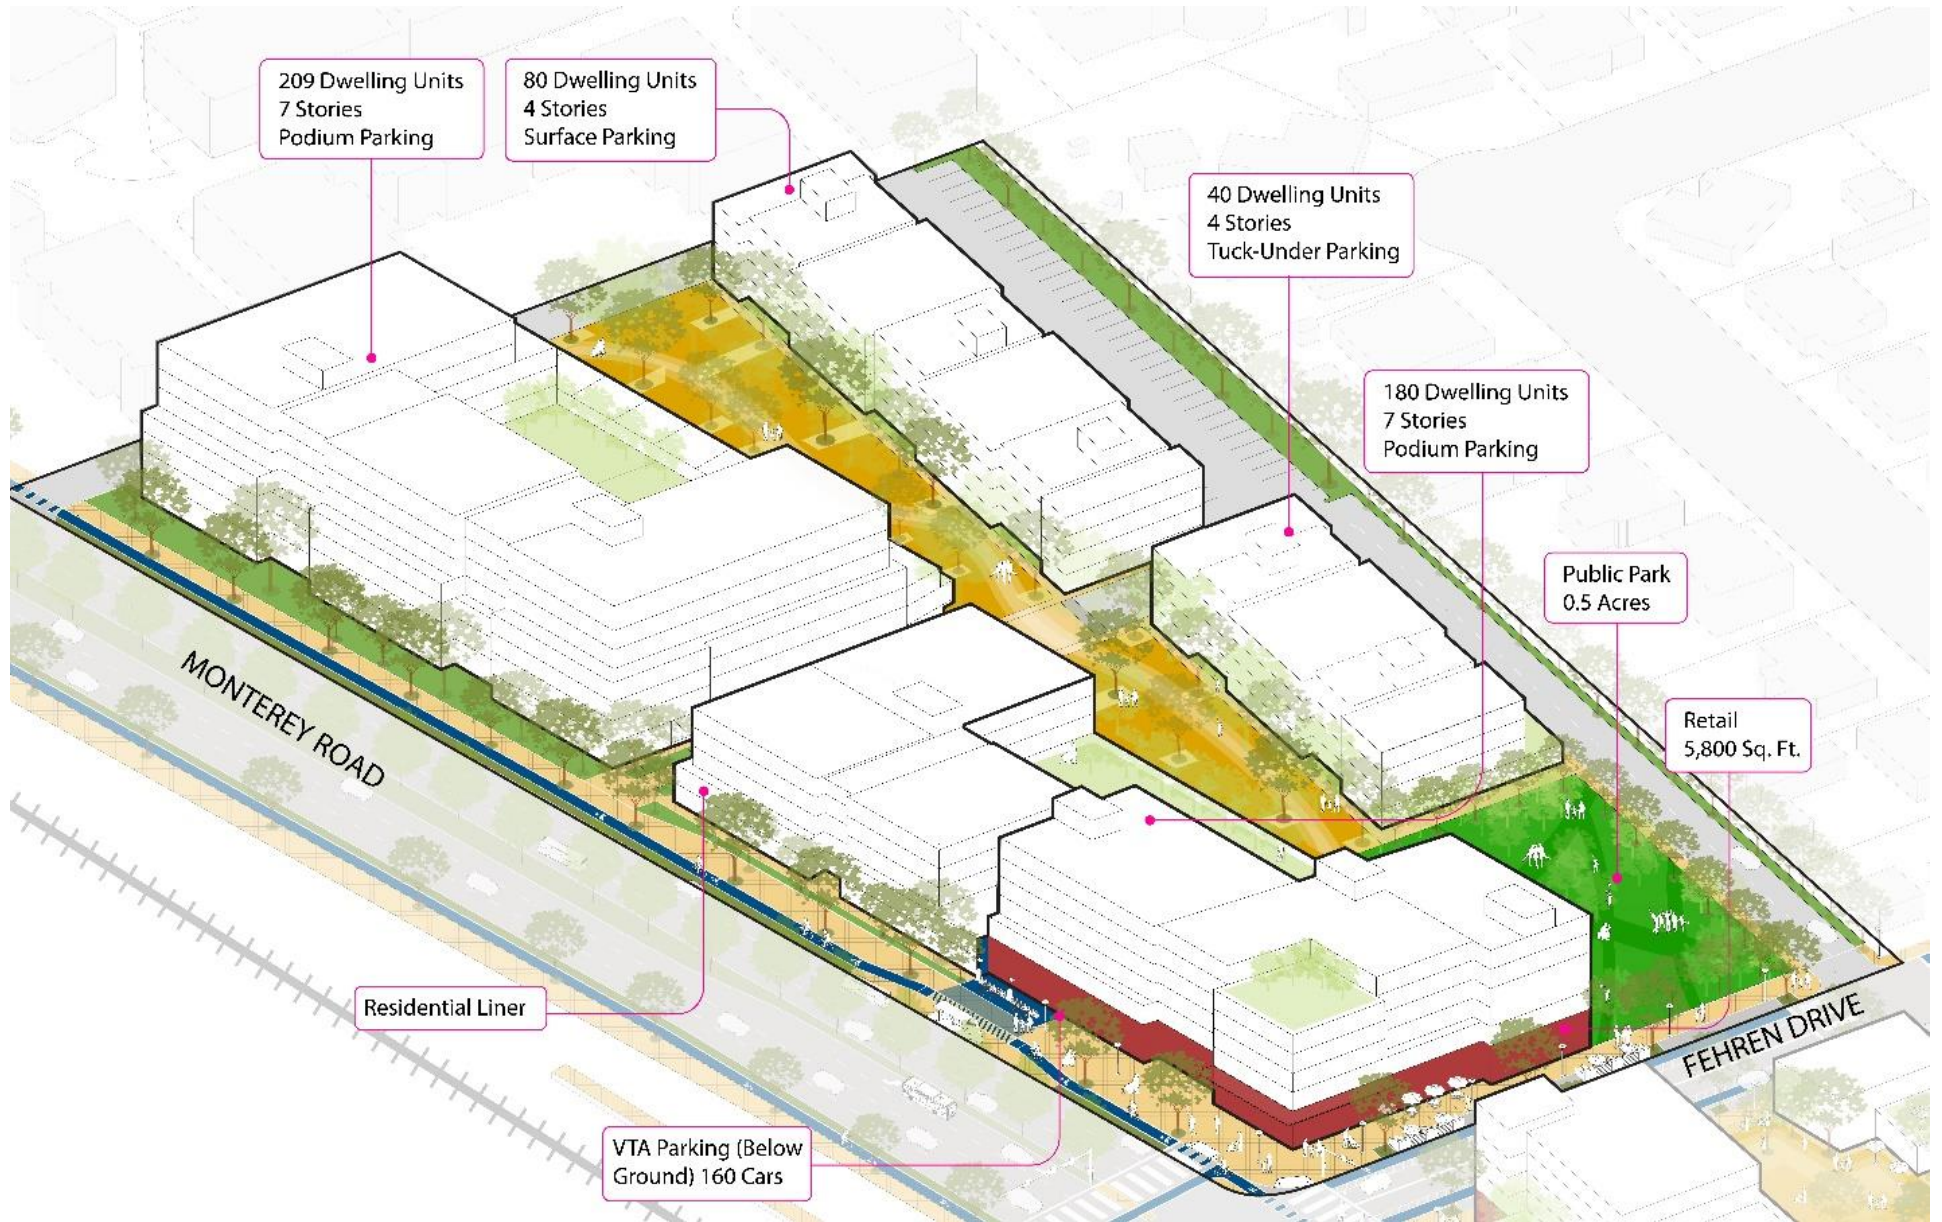 209 Dwelling Units
7 Stories
Podium Parking
80 Dwelling Units
4 Stories
Surface Parking
40 Dwelling Units
4 Stories
Tuck-Under Parking
180 Dwelling Units
7 Stories
Podium Parking
Public Park
0.5 Acres
Retail
5,800 Sq. Ft.
MONTEREY ROAD
Residential Liner
FEHREN DRIVE
VTA Parking (Below
Ground) 160 Cars